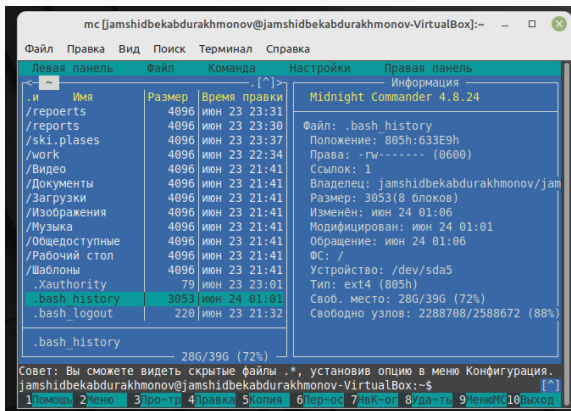 mc [jamshidbekabdurakhmonov@jamshidbekabdurakhmonov-VirtualBox]:~
Файл Правка Вид Поиск Терминал Справка
Левая панель Файл Команда Настройки Правая панель
<— ~ .[^]> Информация
.и Имя Размер Время правки Midnight Commander 4.8.24
/repoerts 4096 июн 23 23:31
/reports 4096 июн 23 23:30 Файл: .bash_history
/ski.plases 4096 июн 23 23:37 Положение: 805h:633E9h
/work 4096 июн 23 22:34 Права: -rw------- (0600)
/Видео 4096 июн 23 21:41 Ссылок: 1
/Документы 4096 июн 23 21:41 Владелец: jamshidbekabdurakhmonov/jam
/Загрузки 4096 июн 23 21:41 Размер: 3053(8 блоков)
/Изображения 4096 июн 23 21:41 Изменён: июн 24 01:06
/Музыка 4096 июн 23 21:41 Модифицирован: июн 24 01:01
/Общедоступные 4096 июн 23 21:41 Обращение: июн 24 01:06
/Рабочий стол 4096 июн 23 21:41 ФС: /
/Шаблоны 4096 июн 23 21:41 Устройство: /dev/sda5
.Xauthority 79 июн 23 23:01 Тип: ext4 (805h)
.bash_history 3053 июн 24 01:01 Своб. место: 28G/39G (72%)
.bash_logout 220 июн 23 21:32 Свободно узлов: 2288708/2588672 (88%)
.bash_history
28G/39G (72%)
Совет: Вы сможете видеть скрытые файлы .*, установив опцию в меню Конфигурация.
jamshidbekabdurakhmonov@jamshidbekabdurakhmonov-VirtualBox:~$ [^]
1Помощь 2Меню 3Про~тр 4Правка 5Копия 6Пер~ос 7НвК~ог 8Уда~ть 9МенюМС 10Выход